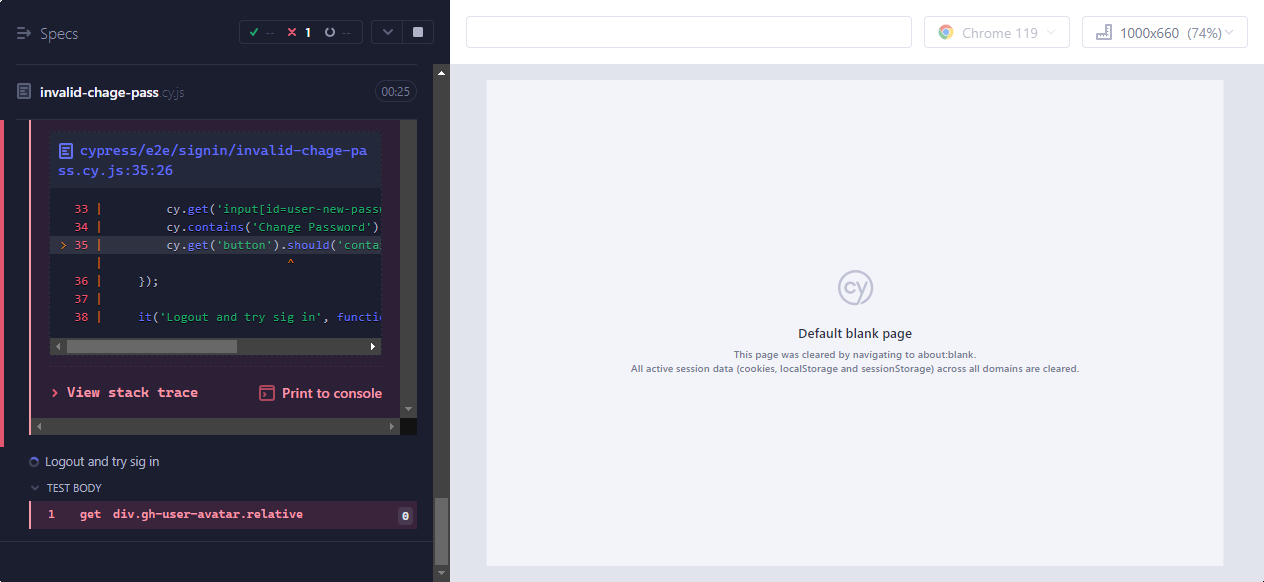 Specs
-- 1 --
Chrome 119
1000x660 (74%)
invalid-chage-pass.cy.js
00:25
cypress/e2e/signin/invalid-chage-pa
ss.cy.js:35:26
33 | cy.get('input[id=user-new-passw
34 | cy.contains('Change Password')
> 35 | cy.get('button').should('contai
| ^
36 | });
37 |
38 | it('Logout and try sig in', functio
> View stack trace
Print to console
Logout and try sig in
TEST BODY
1 get div.gh-user-avatar.relative 0
cy
Default blank page
This page was cleared by navigating to about:blank.
All active session data (cookies, localStorage and sessionStorage) across all domains are cleared.